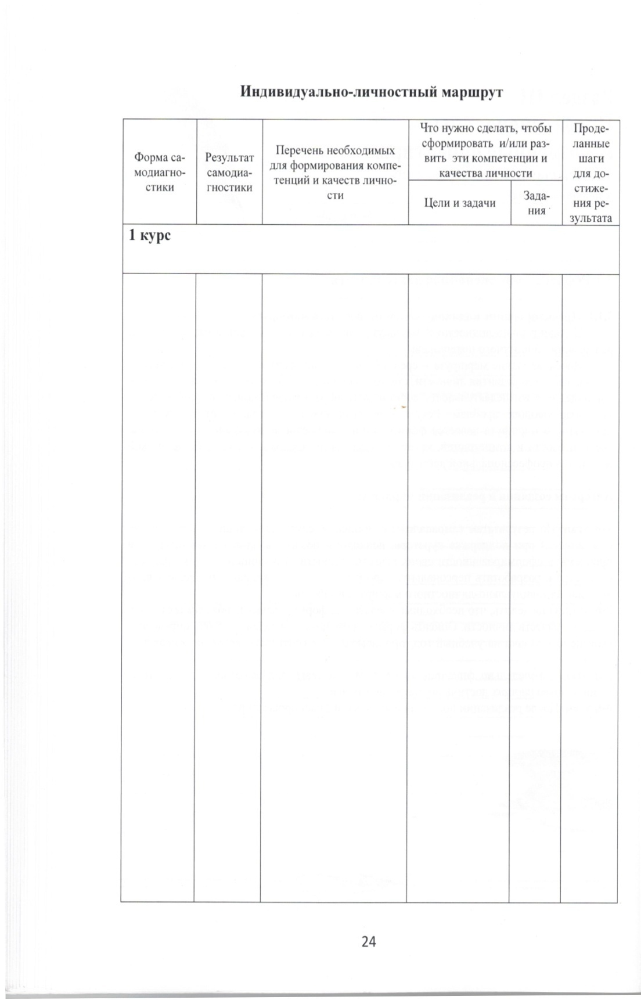 Индивидуально-личностный маршрут
Форма са-
модиагно-
стики
Результат
самодиа-
гностики
Перечень необходимых
для формирования компе-
тенций и качеств лично-
сти
Что нужно сделать, чтобы
сформировать и/или раз-
вить эти компетенции и
качества личности
Цели и задачи
Зада-
ния
Проде-
ланные
шаги
для до-
стиже-
ния ре-
зультата
1 курс
24